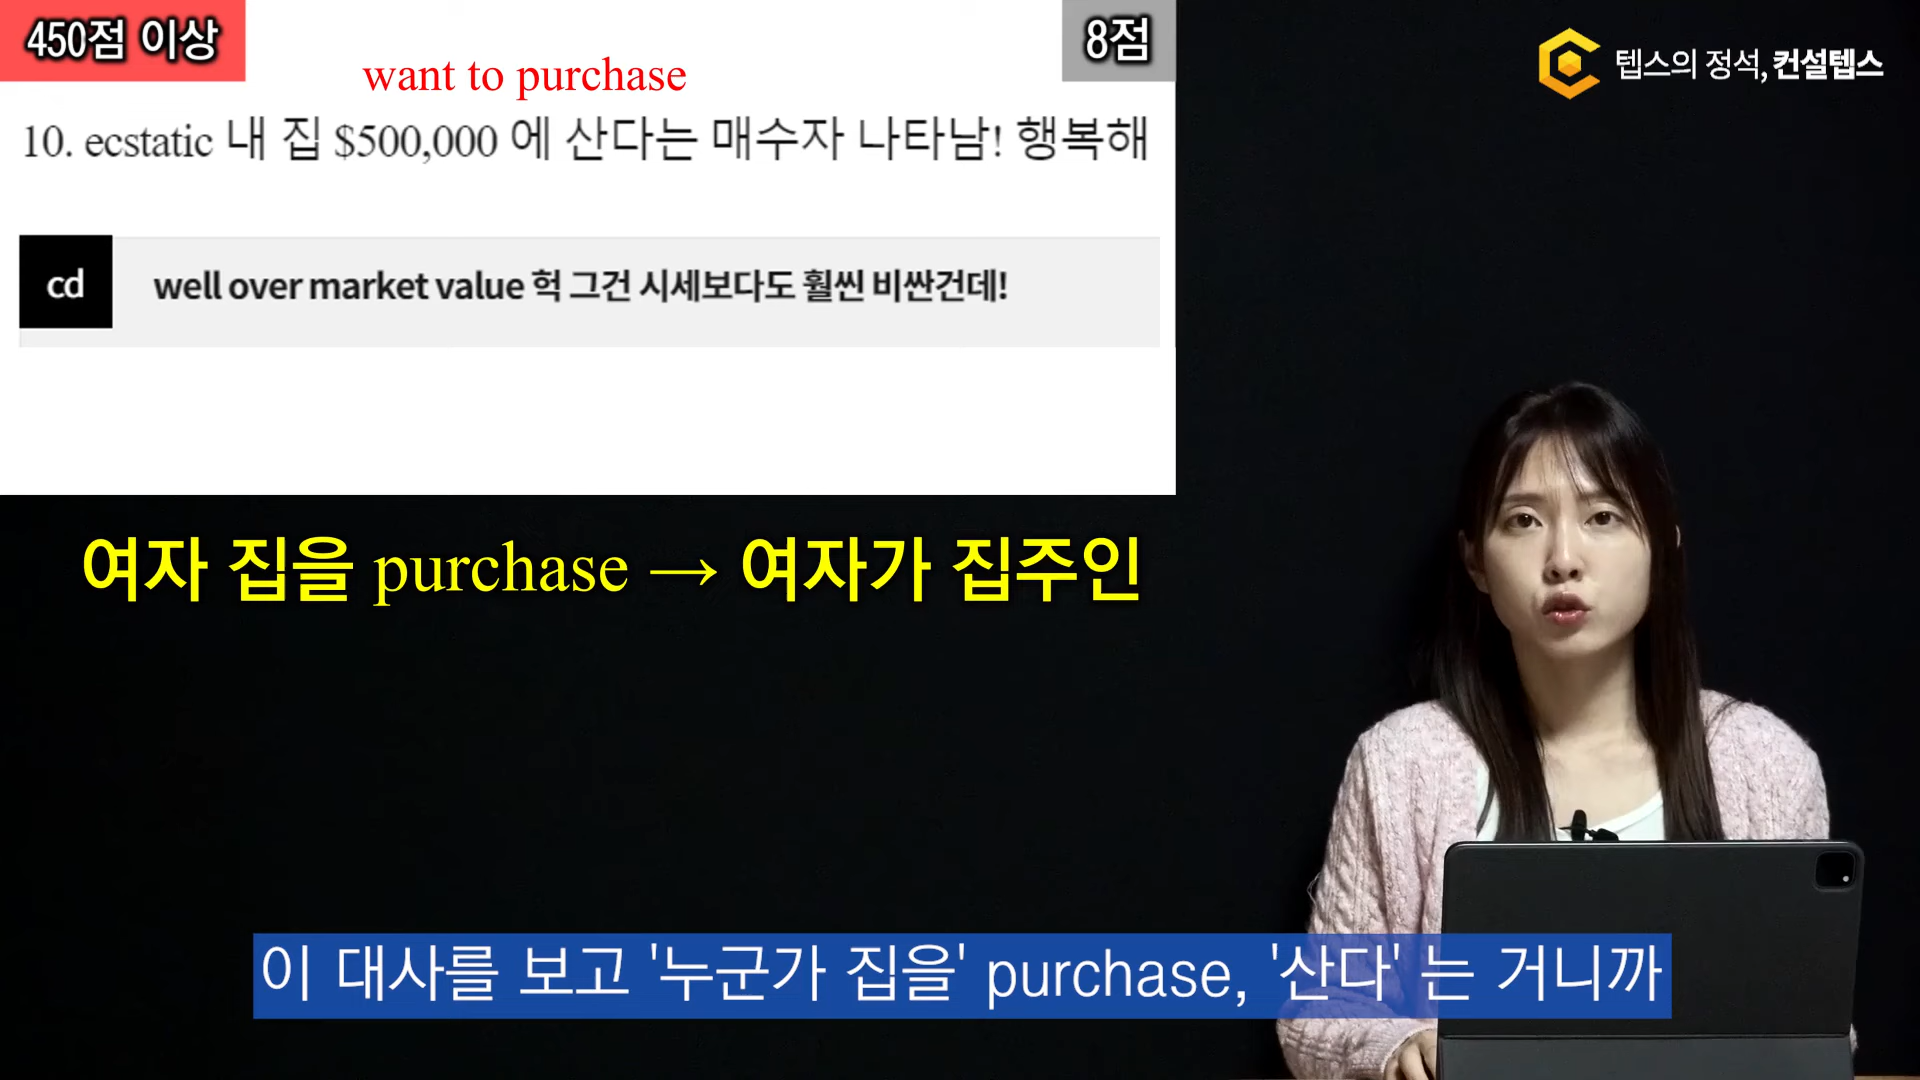 450점 이상
8점
텝스의 정석, 컨설텝스
want to purchase
10. ecstatic 내 집 $500,000 에 산다는 매수자 나타남! 행복해
cd
well over market value 헉 그건 시세보다도 훨씬 비싼건데!
여자 집을 purchase → 여자가 집주인
이 대사를 보고 '누군가 집을' purchase, '산다' 는 거니까